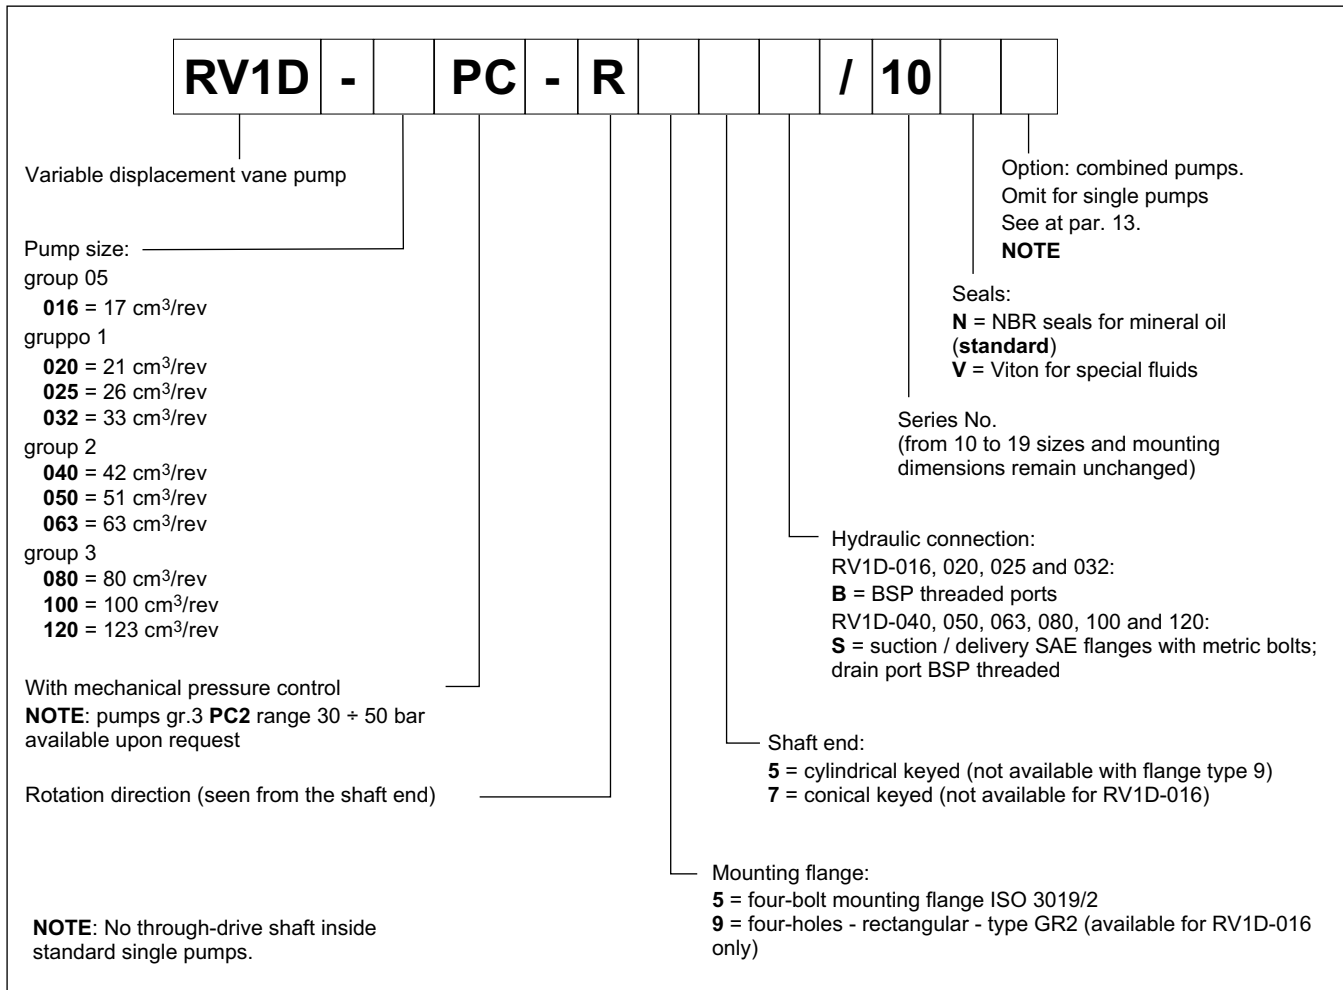 RV1D - PC - R / 10
Variable displacement vane pump
Pump size:
group 05
016 = 17 cm³/rev
gruppo 1
020 = 21 cm³/rev
025 = 26 cm³/rev
032 = 33 cm³/rev
group 2
040 = 42 cm³/rev
050 = 51 cm³/rev
063 = 63 cm³/rev
group 3
080 = 80 cm³/rev
100 = 100 cm³/rev
120 = 123 cm³/rev
With mechanical pressure control
NOTE: pumps gr.3 PC2 range 30 ÷ 50 bar
available upon request
Rotation direction (seen from the shaft end)
NOTE: No through-drive shaft inside
standard single pumps.
Option: combined pumps.
Omit for single pumps
See at par. 13.
NOTE
Seals:
N = NBR seals for mineral oil
(standard)
V = Viton for special fluids
Series No.
(from 10 to 19 sizes and mounting
dimensions remain unchanged)
Hydraulic connection:
RV1D-016, 020, 025 and 032:
B = BSP threaded ports
RV1D-040, 050, 063, 080, 100 and 120:
S = suction / delivery SAE flanges with metric bolts;
drain port BSP threaded
Shaft end:
5 = cylindrical keyed (not available with flange type 9)
7 = conical keyed (not available for RV1D-016)
Mounting flange:
5 = four-bolt mounting flange ISO 3019/2
9 = four-holes - rectangular - type GR2 (available for RV1D-016
only)